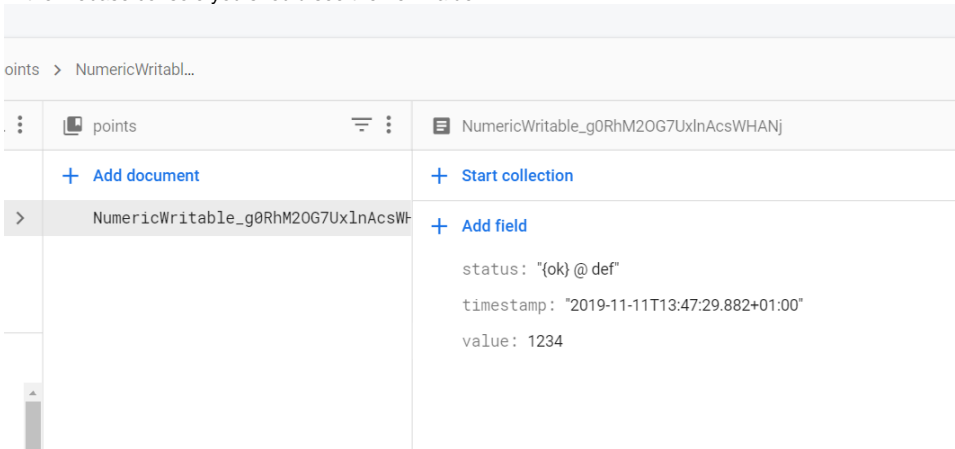 oints > NumericWritabl...
points
NumericWritable_g0RhM2OG7UxlnAcsWHANj
+ Add document
+ Start collection
NumericWritable_g0RhM2OG7UxlnAcsWH
+ Add field
status: "{ok} @ def"
timestamp: "2019-11-11T13:47:29.882+01:00"
value: 1234